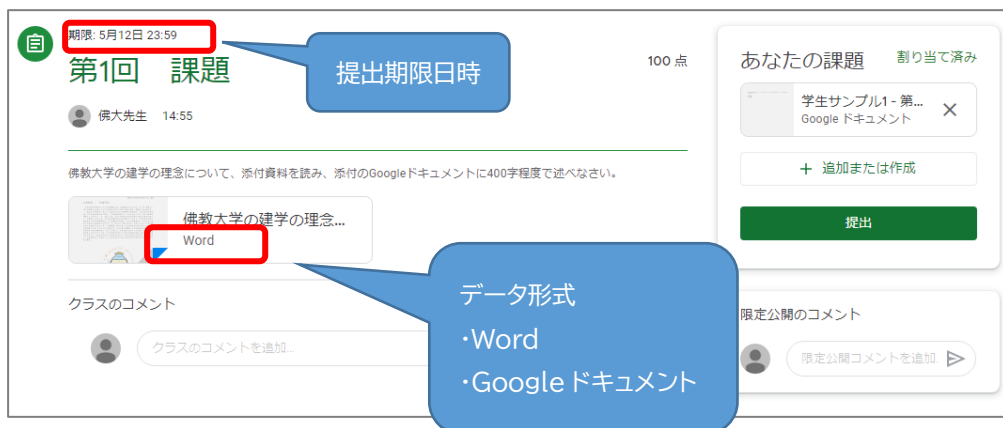 期限: 5月12日 23:59
第1回　課題
100 点
佛大先生　14:55
提出期限日時
佛教大学の建学の理念について、添付資料を読み、添付のGoogleドキュメントに400字程度で述べなさい。
佛教大学の建学の理念...
Word
データ形式
・Word
・Google ドキュメント
クラスのコメント
クラスのコメントを追加...
あなたの課題
割り当て済み
学生サンプル1 - 第...
Google ドキュメント
+ 追加または作成
提出
限定公開のコメント
限定公開コメントを追加